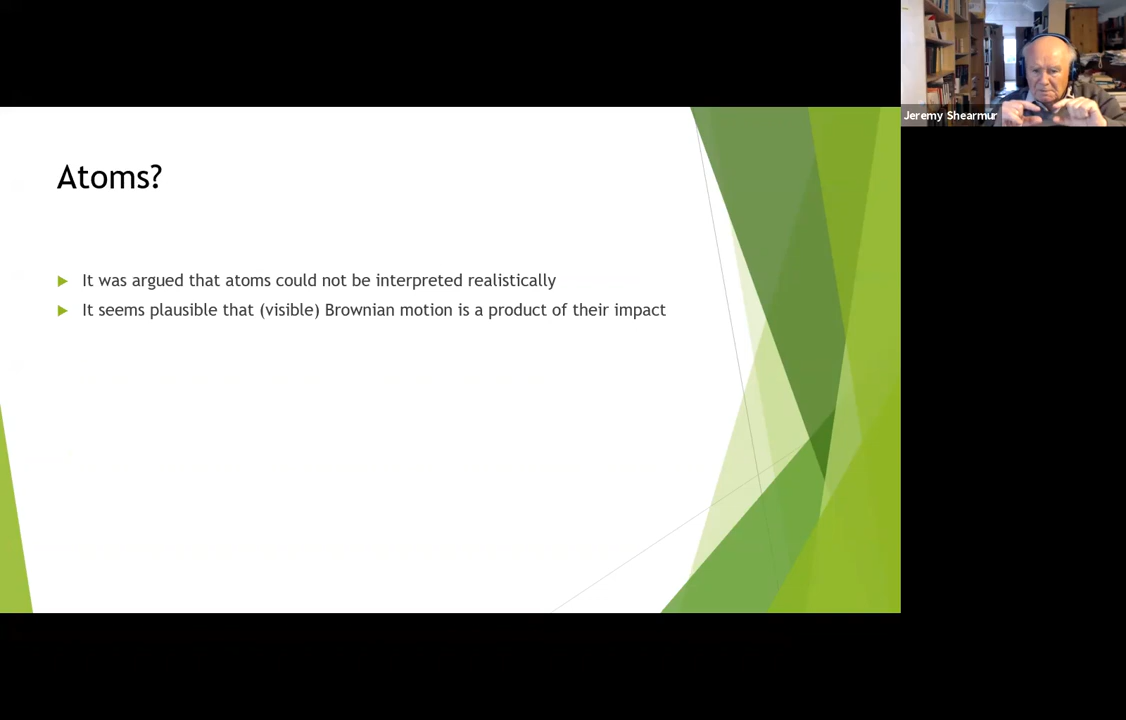 Jeremy Shearmur
Atoms?
It was argued that atoms could not be interpreted realistically
It seems plausible that (visible) Brownian motion is a product of their impact